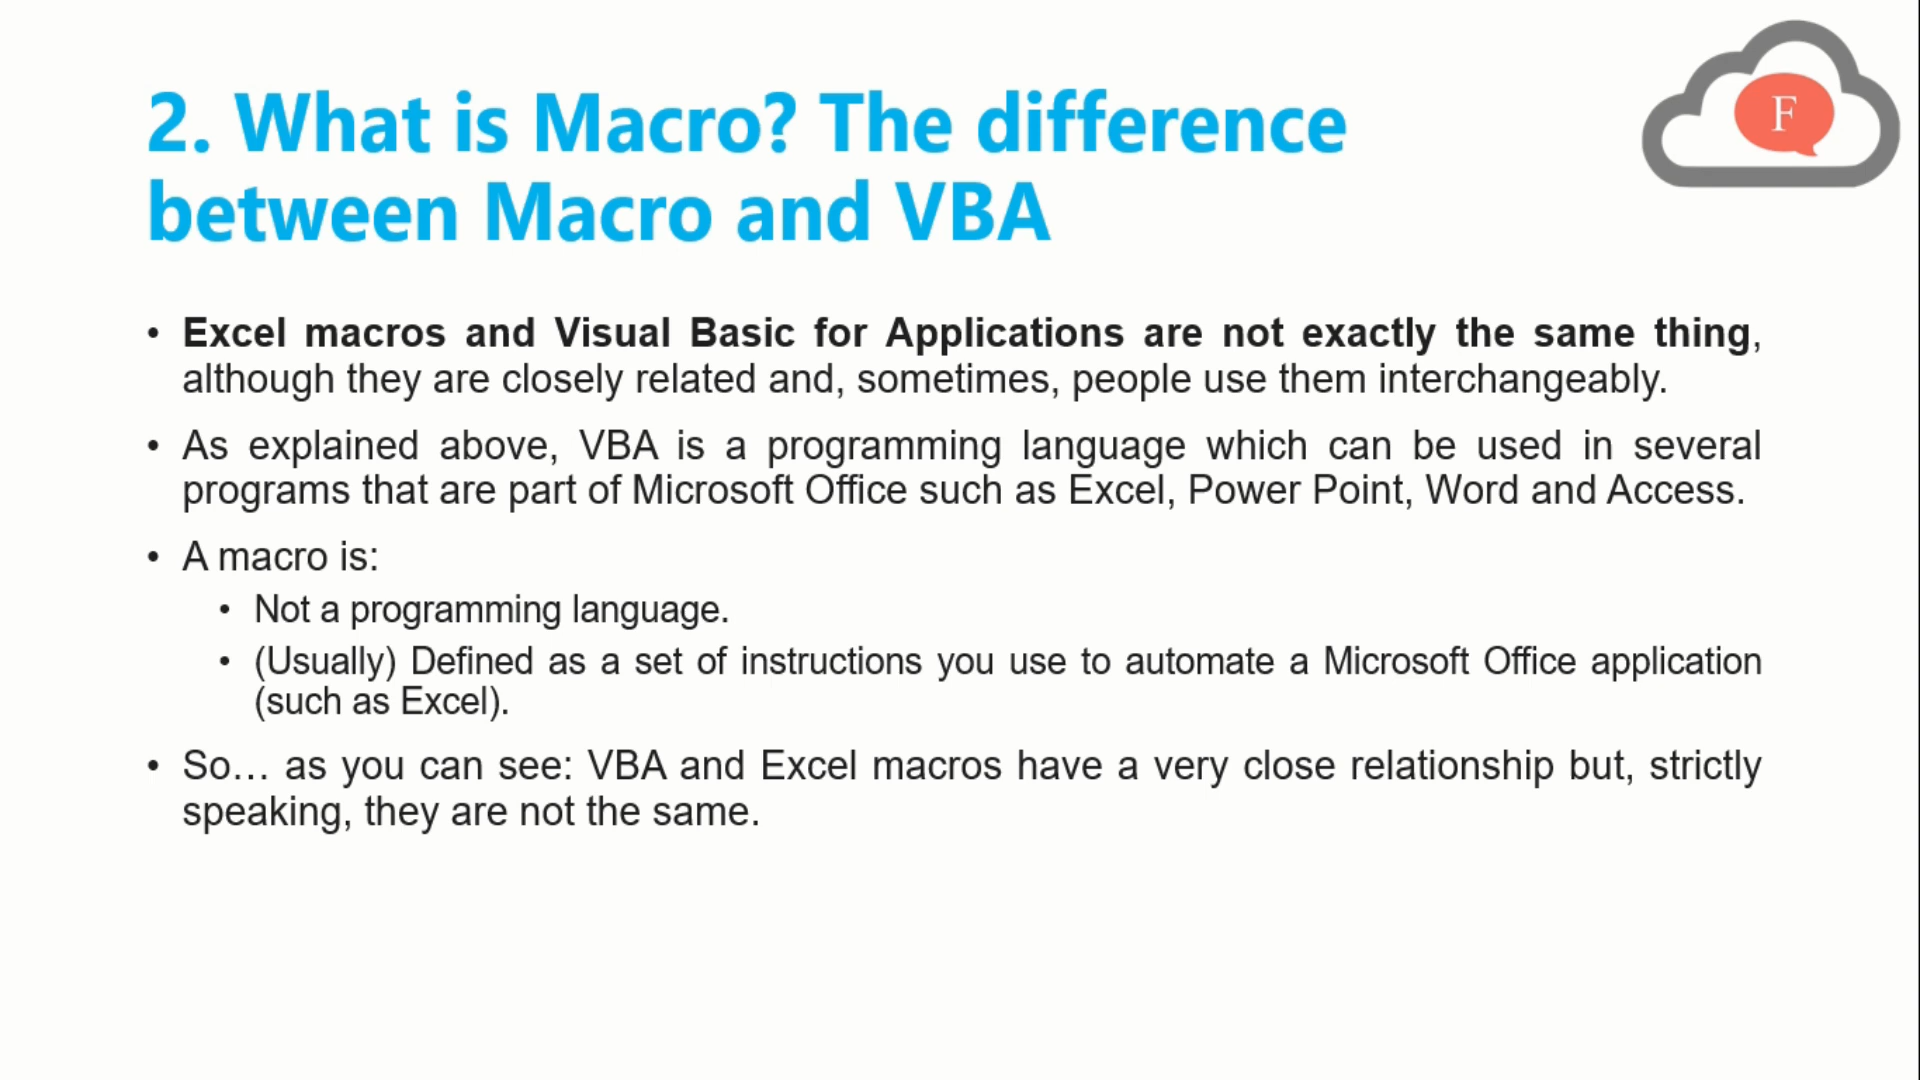 F
2. What is Macro? The difference
between Macro and VBA
• Excel macros and Visual Basic for Applications are not exactly the same thing,
although they are closely related and, sometimes, people use them interchangeably.
• As explained above, VBA is a programming language which can be used in several
programs that are part of Microsoft Office such as Excel, Power Point, Word and Access.
• A macro is:
• Not a programming language.
• (Usually) Defined as a set of instructions you use to automate a Microsoft Office application
(such as Excel).
• So… as you can see: VBA and Excel macros have a very close relationship but, strictly
speaking, they are not the same.